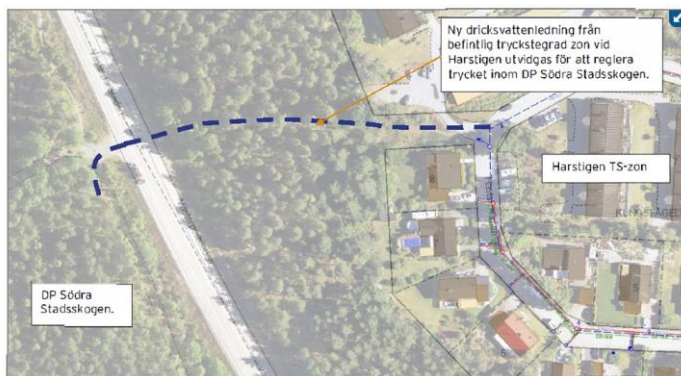 Ny dricksvattenledning från
befintlig tryckstegrad zon vid
Harstigen utvidgas för att reglera
trycket inom DP Södra Stadsskogen.
Harstigen TS-zon
DP Södra
Stadsskogen.